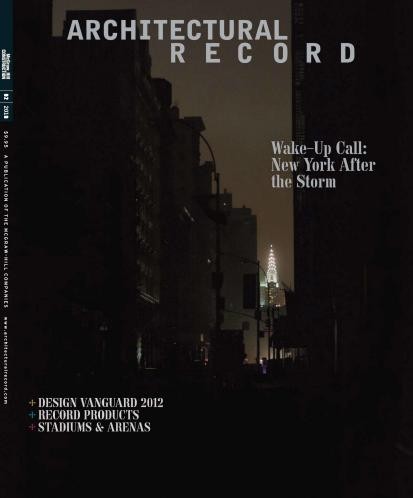 ARCHITECTURAL
RECORD
Wake-Up Call:
New York After
the Storm
+ DESIGN VANGUARD 2012
+ RECORD PRODUCTS
+ STADIUMS & ARENAS
$9.95 A PUBLICATION OF THE McGRAW-HILL COMPANIES www.architecturalrecord.com